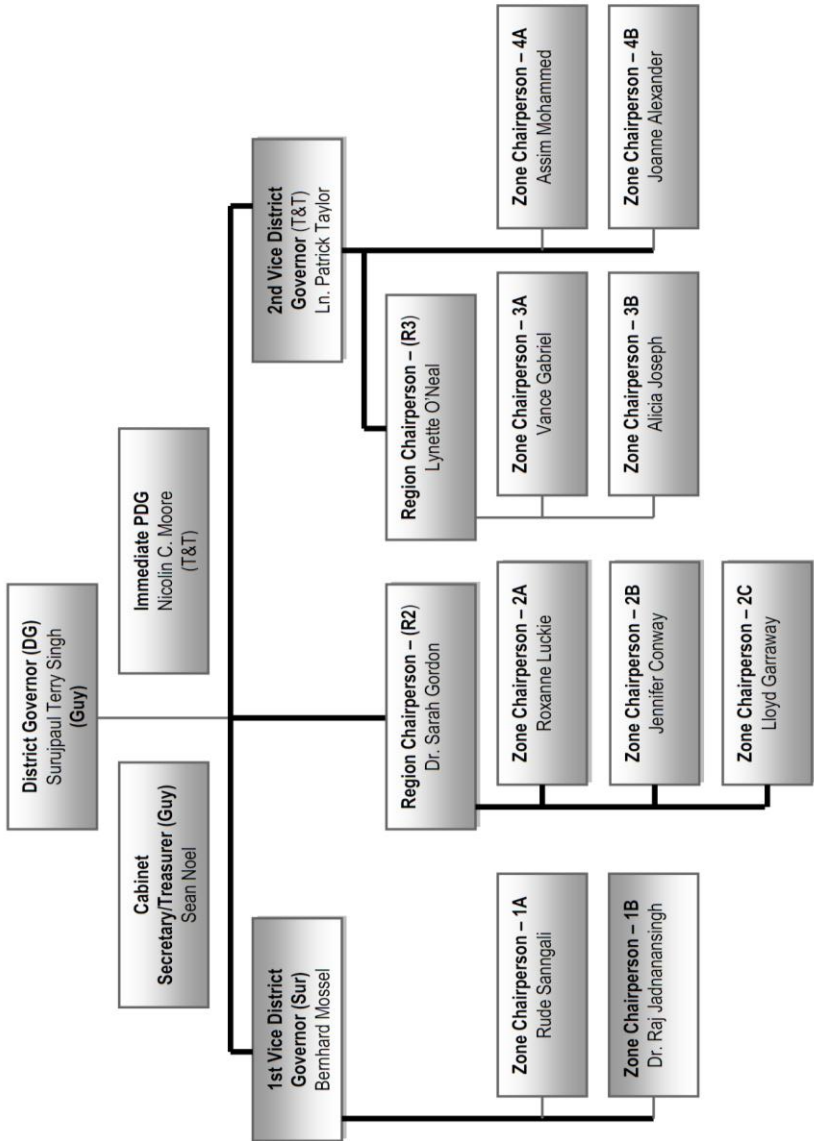 District Governor (DG)
Surujpaul Terry Singh
(Guy)
Cabinet
Secretary/Treasurer (Guy)
Sean Noel
Immediate PDG
Nicolin C. Moore
(T&T)
1st Vice District
Governor (Sur)
Bernhard Mossel
2nd Vice District
Governor (T&T)
Ln. Patrick Taylor
Region Chairperson – (R2)
Dr. Sarah Gordon
Region Chairperson – (R3)
Lynette O'Neal
Zone Chairperson – 1A
Rude Sanngali
Zone Chairperson – 2A
Roxanne Luckie
Zone Chairperson – 3A
Vance Gabriel
Zone Chairperson – 4A
Assim Mohammed
Zone Chairperson – 1B
Dr. Raj Jadnanansingh
Zone Chairperson – 2B
Jennifer Conway
Zone Chairperson – 3B
Alicia Joseph
Zone Chairperson – 4B
Joanne Alexander
Zone Chairperson – 2C
Lloyd Garraway